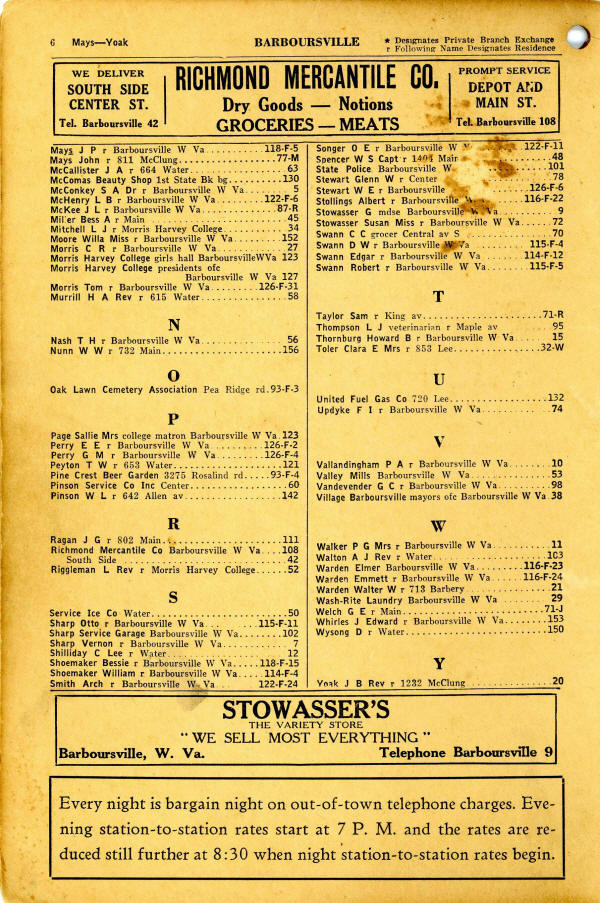 6 Mays—Yoak
BARBOURSVILLE
* Designates Private Branch Exchange
r Following Name Designates Residence
WE DELIVER
SOUTH SIDE
CENTER ST.
Tel. Barboursville 42
RICHMOND MERCANTILE CO.
Dry Goods — Notions
GROCERIES — MEATS
PROMPT SERVICE
DEPOT AND
MAIN ST.
Tel. Barboursville 108
Mays J P r Barboursville W Va.....118-F-5
Mays John r 811 McClung.....77-M
McCallister J A r 664 Water.....63
McComas Beauty Shop 1st State Bk bg.....130
McConkey S A Dr r Barboursville W Va.....5
McHenry L B r Barboursville W Va.....122-F-6
McKee J L r Barboursville W Va.....87-R
Mil'er Bess A r Main.....45
Mitchell L J r Morris Harvey College.....34
Moore Willa Miss r Barboursville W Va.....152
Morris C R r Barboursville W Va.....27
Morris Harvey College girls hall BarboursvilleWVa 123
Morris Harvey College presidents ofc
Barboursville W Va 127
Morris Tom r Barboursville W Va.....126-F-31
Murrill H A Rev r 615 Water.....58
N
Nash T H r Barboursville W Va.....56
Nunn W W r 732 Main.....156
O
Oak Lawn Cemetery Association Pea Ridge rd.93-F-3
P
Page Sallie Mrs college matron Barboursville W Va.123
Perry E E r Barboursville W Va.....126-F-2
Perry G M r Barboursville W Va.....126-F-4
Peyton T W r 653 Water.....121
Pine Crest Beer Garden 3275 Rosalind rd.....93-F-4
Pinson Service Co Inc Center.....60
Pinson W L r 642 Allen av.....142
R
Ragan J G r 802 Main.....111
Richmond Mercantile Co Barboursville W Va....108
South Side.....42
Riggleman L Rev r Morris Harvey College.....52
S
Service Ice Co Water.....50
Sharp Otto r Barboursville W Va.....115-F-11
Sharp Service Garage Barboursville W Va.....102
Sharp Vernon r Barboursville W Va.....7
Shilliday C Lee r Water.....12
Shoemaker Bessie r Barboursville W Va.....118-F-15
Shoemaker William r Barboursville W Va.....114-F-4
Smith Arch r Barboursville W Va.....122-F-24
Songer O E r Barboursville W V.....122-F-11
Spencer W S Capt r 1404 Main.....48
State Police Barboursville W.....101
Stewart Glenn W r Center.....78
Stewart W E r Barboursville.....126-F-6
Stollings Albert r Barboursville W.....116-F-22
Stowasser G mdse Barboursville W Va.....9
Stowasser Susan Miss r Barboursville W Va.....72
Swann C C grocer Central av S.....70
Swann D W r Barboursville W Va.....115-F-4
Swann Edgar r Barboursville W Va.....114-F-12
Swann Robert r Barboursville W Va.....115-F-5
T
Taylor Sam r King av.....71-R
Thompson L J veterinarian r Maple av 95
Thornburg Howard B r Barboursville W Va.....15
Toler Clara E Mrs r 853 Lee.....32-W
U
United Fuel Gas Co 720 Lee.....132
Updyke F I r Barboursville W Va.....74
V
Vallandingham P A r Barboursville W Va.....10
Valley Mills Barboursville W Va.....53
Vandevender G C r Barboursville W Va.....98
Village Barboursville mayors ofc Barboursville W Va 38
W
Walker P G Mrs r Barboursville W Va.....11
Walton A J Rev r Water.....103
Warden Elmer Barboursville W Va.....116-F-23
Warden Emmett r Barboursville W Va.....116-F-24
Warden Walter W r 713 Barbery.....21
Wash-Rite Laundry Barboursville W Va.....29
Welch G E r Main.....71-J
Whirles J Edward r Barboursville W Va.....153
Wysong D r Water.....150
Y
Yoak J B Rev r 1232 McClung.....20
STOWASSER'S
THE VARIETY STORE
"WE SELL MOST EVERYTHING"
Barboursville, W. Va.
Telephone Barboursville 9
Every night is bargain night on out-of-town telephone charges. Eve-
ning station-to-station rates start at 7 P. M. and the rates are re-
duced still further at 8:30 when night station-to-station rates begin.